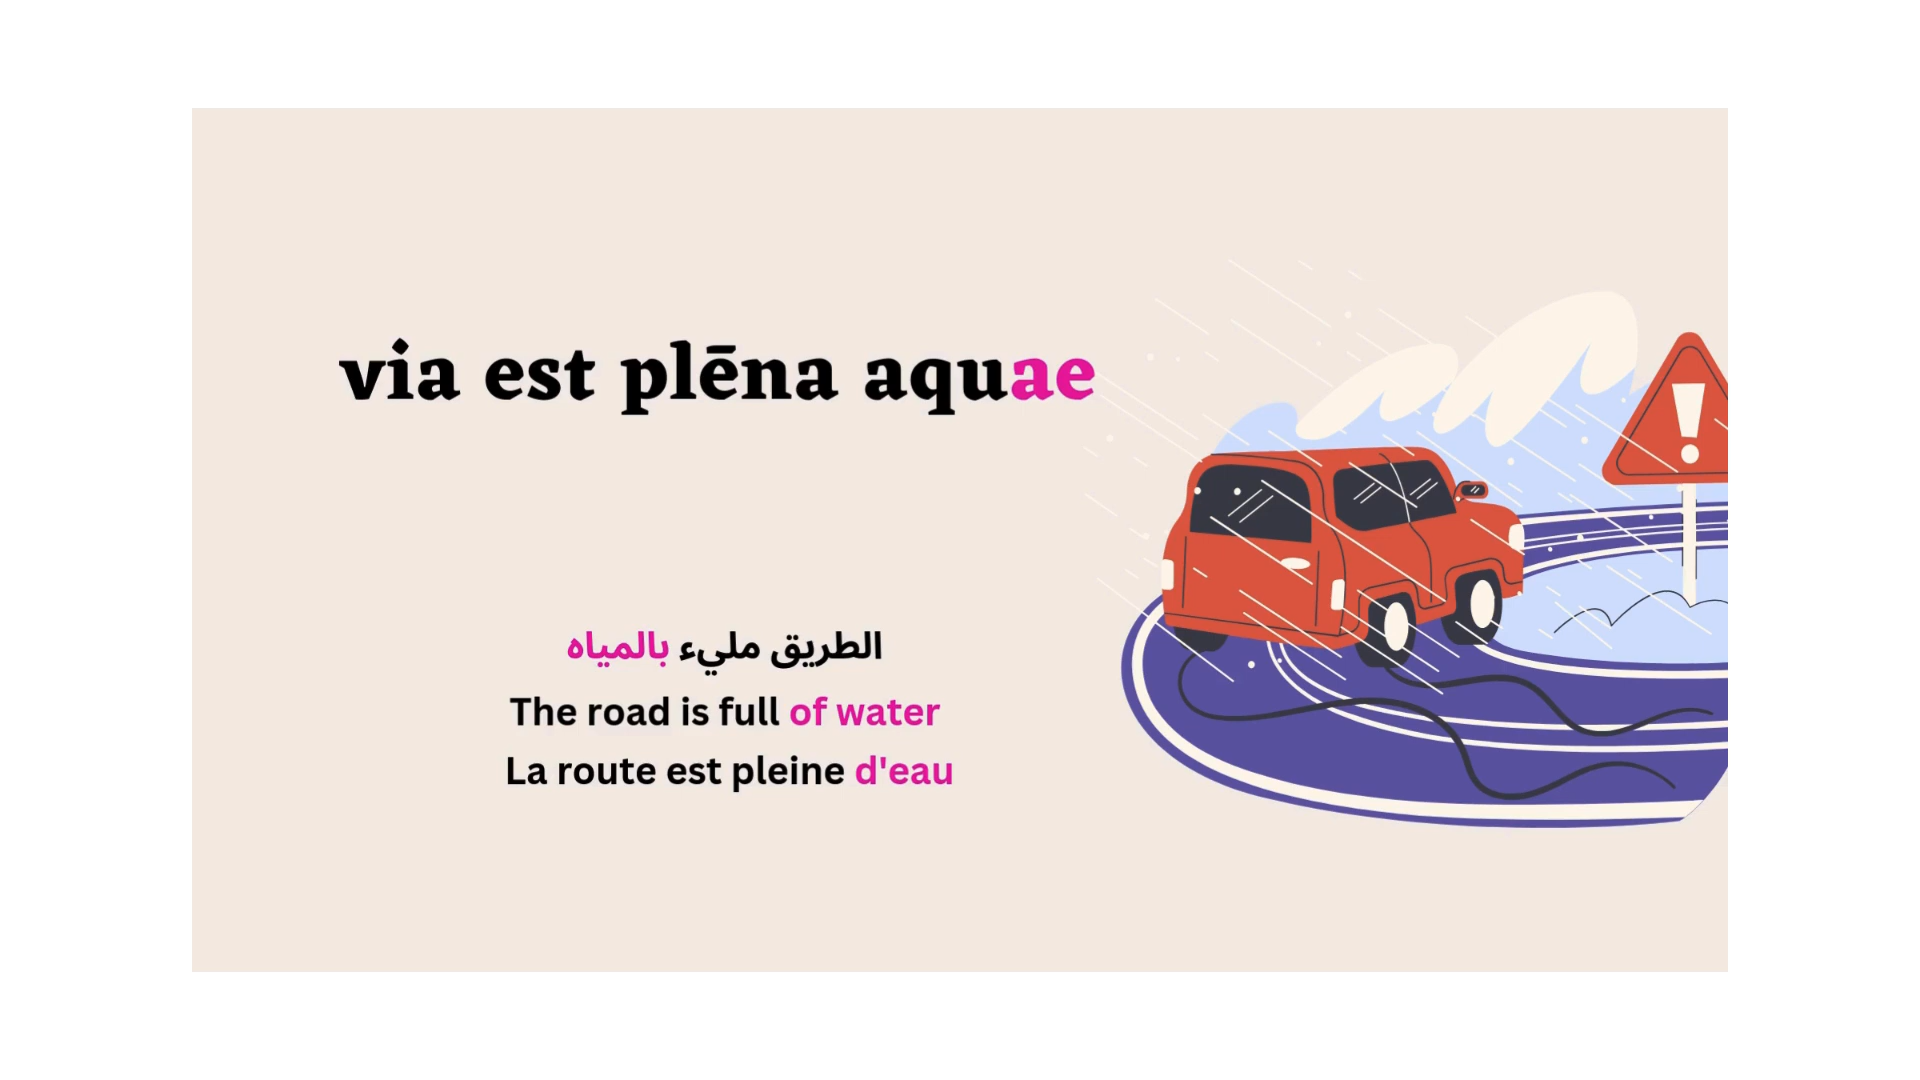 via est plēna aquae
الطريق مليء بالمياه
The road is full of water
La route est pleine d'eau